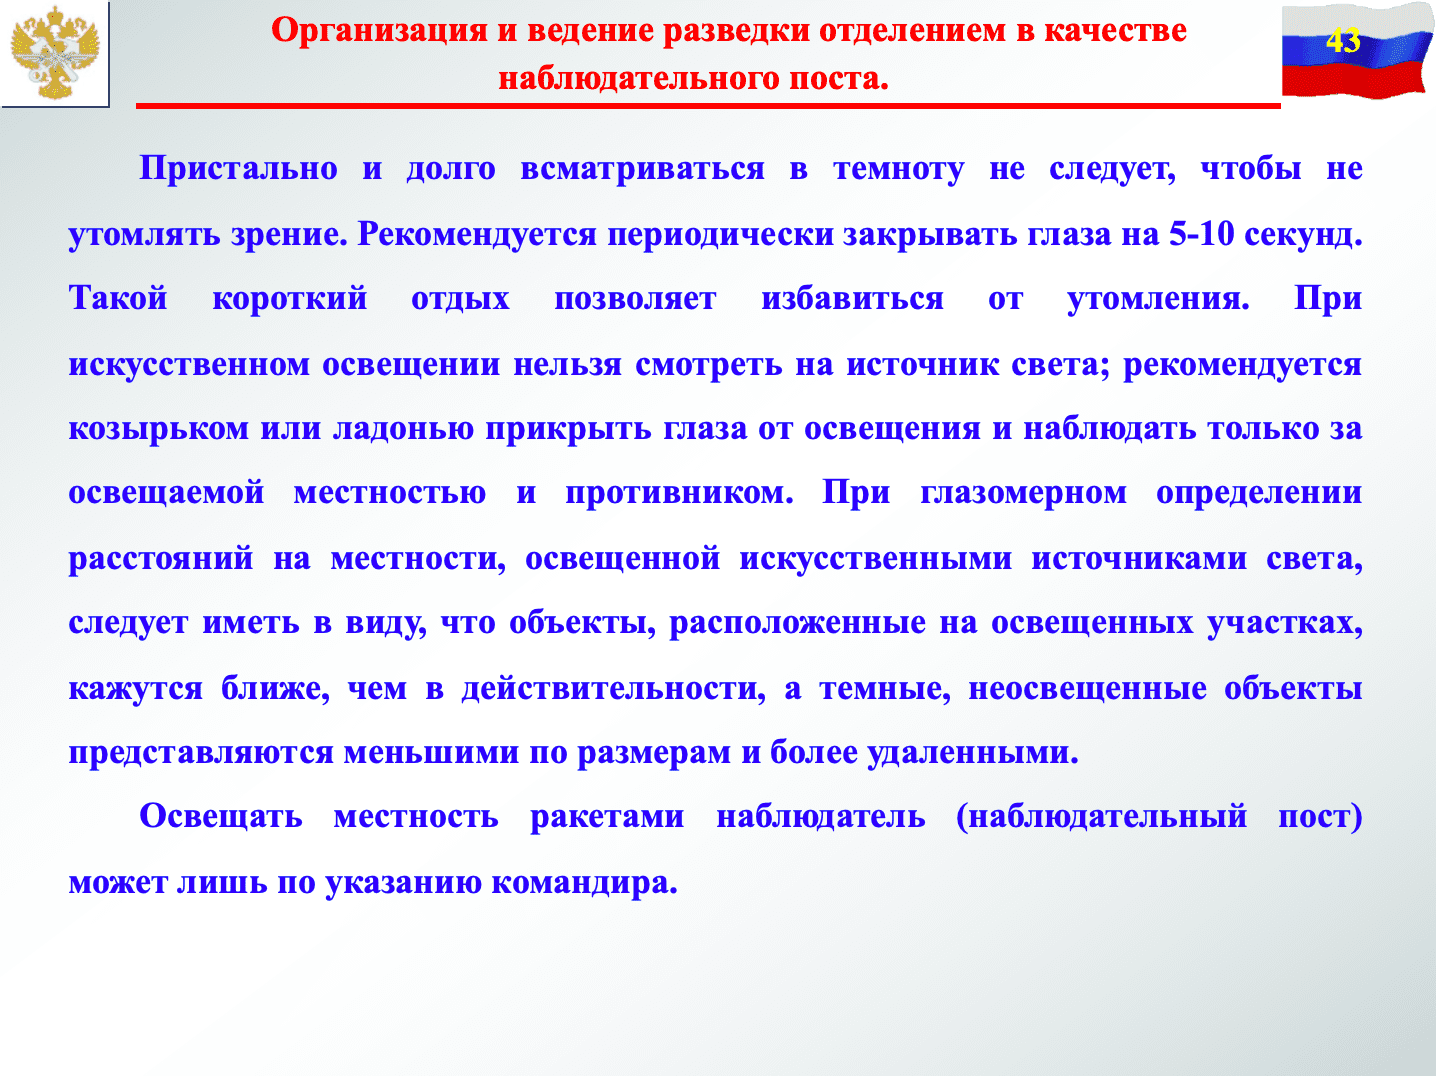 Организация и ведение разведки отделением в качестве
наблюдательного поста.
43
Пристально и долго всматриваться в темноту не следует, чтобы не
утомлять зрение. Рекомендуется периодически закрывать глаза на 5-10 секунд.
Такой короткий отдых позволяет избавиться от утомления. При
искусственном освещении нельзя смотреть на источник света; рекомендуется
козырьком или ладонью прикрыть глаза от освещения и наблюдать только за
освещаемой местностью и противником. При глазомерном определении
расстояний на местности, освещенной искусственными источниками света,
следует иметь в виду, что объекты, расположенные на освещенных участках,
кажутся ближе, чем в действительности, а темные, неосвещенные объекты
представляются меньшими по размерам и более удаленными.
Освещать местность ракетами наблюдатель (наблюдательный пост)
может лишь по указанию командира.